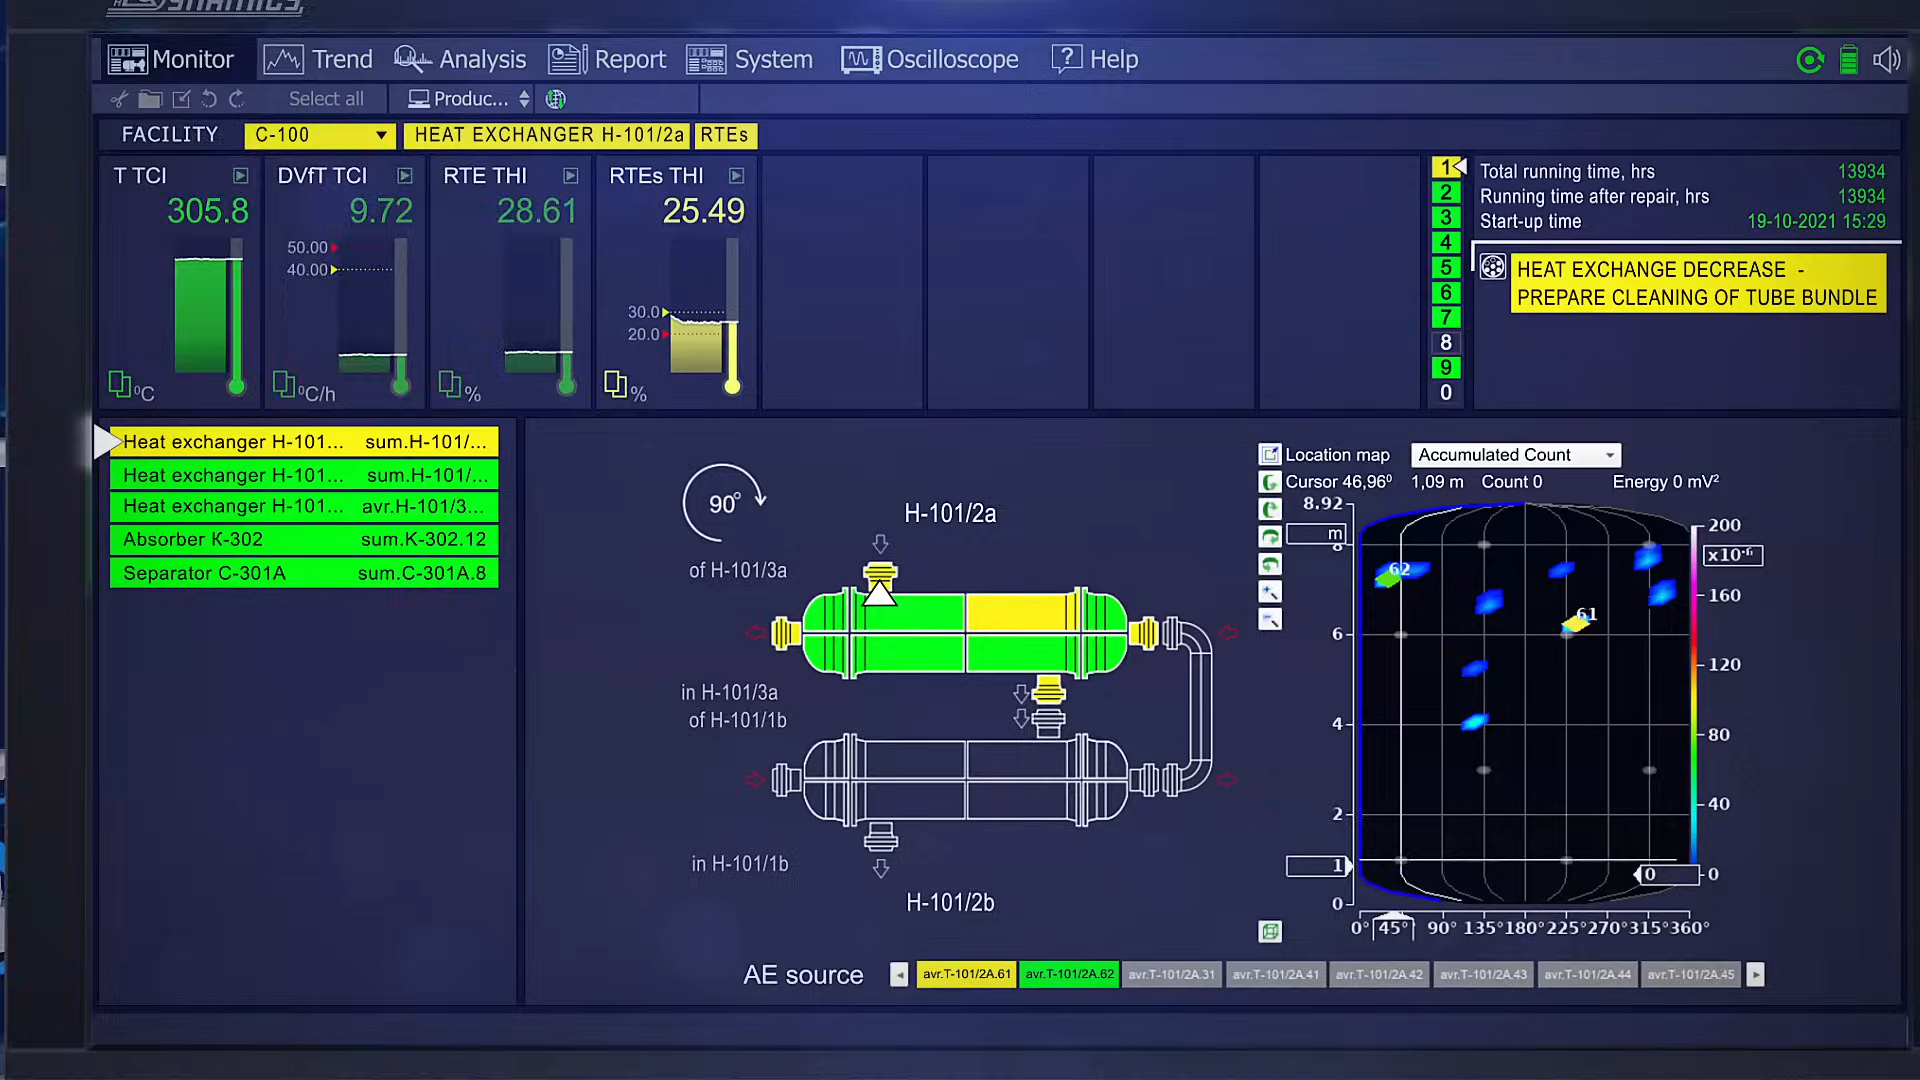 Monitor Trend Analysis Report System Oscilloscope Help
Select all Produc...
FACILITY C-100 HEAT EXCHANGER H-101/2a RTEs
T TCI
305.8
°C
DVfT TCI
9.72
50.00
40.00
°C/h
RTE THI
28.61
%
RTEs THI
25.49
30.0
20.0
%
1
2
3
4
5
6
7
8
9
0
Total running time, hrs 13934
Running time after repair, hrs 13934
Start-up time 19-10-2021 15:29
HEAT EXCHANGE DECREASE -
PREPARE CLEANING OF TUBE BUNDLE
Heat exchanger H-101... sum.H-101/...
Heat exchanger H-101... sum.H-101/...
Heat exchanger H-101... avr.H-101/3...
Absorber K-302 sum.K-302.12
Separator C-301A sum.C-301A.8
90°
H-101/2a
of H-101/3a
in H-101/3a
of H-101/1b
in H-101/1b
H-101/2b
Location map Accumulated Count
Cursor 46,96⁰ 1,09 m Count 0 Energy 0 mV²
8.92
m
8
6
4
2
1
0
62
61
200
x10⁻⁶
160
120
80
40
0 0
0° 45° 90° 135° 180° 225° 270° 315° 360°
AE source avr.T-101/2A.61 avr.T-101/2A.62 avr.T-101/2A.31 avr.T-101/2A.41 avr.T-101/2A.42 avr.T-101/2A.43 avr.T-101/2A.44 avr.T-101/2A.45